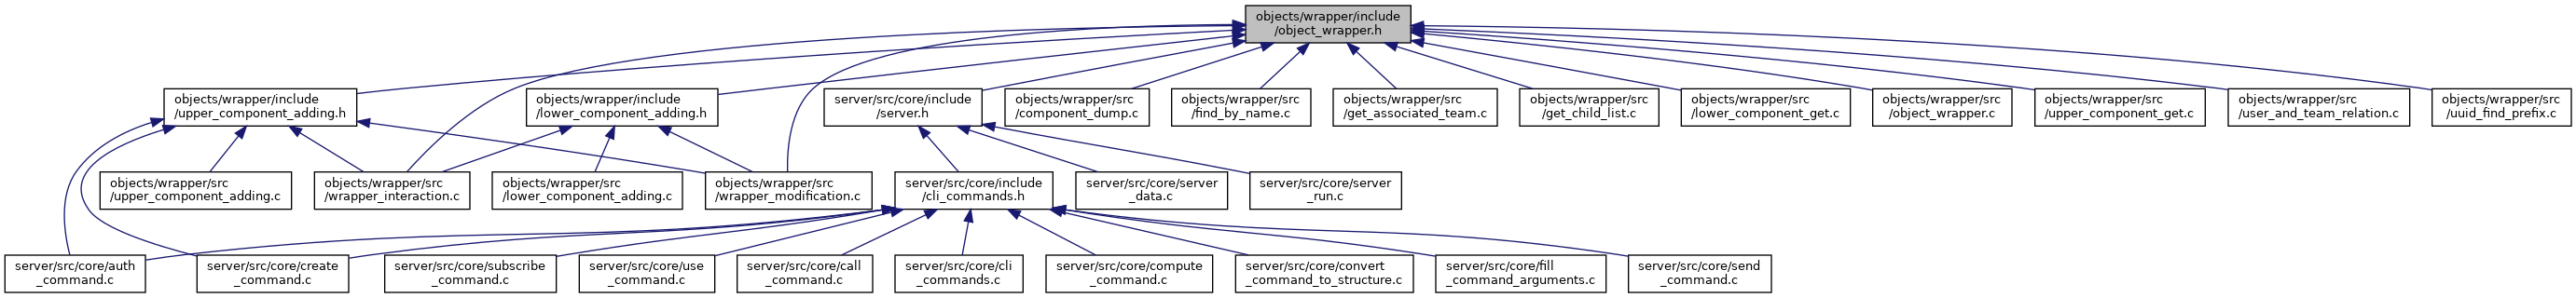 objects/wrapper/include
/object_wrapper.h
objects/wrapper/include
/upper_component_adding.h
objects/wrapper/include
/lower_component_adding.h
server/src/core/include
/server.h
objects/wrapper/src
/component_dump.c
objects/wrapper/src
/find_by_name.c
objects/wrapper/src
/get_associated_team.c
objects/wrapper/src
/get_child_list.c
objects/wrapper/src
/lower_component_get.c
objects/wrapper/src
/object_wrapper.c
objects/wrapper/src
/upper_component_get.c
objects/wrapper/src
/user_and_team_relation.c
objects/wrapper/src
/uuid_find_prefix.c
objects/wrapper/src
/upper_component_adding.c
objects/wrapper/src
/wrapper_interaction.c
objects/wrapper/src
/lower_component_adding.c
objects/wrapper/src
/wrapper_modification.c
server/src/core/include
/cli_commands.h
server/src/core/server
_data.c
server/src/core/server
_run.c
server/src/core/auth
_command.c
server/src/core/create
_command.c
server/src/core/subscribe
_command.c
server/src/core/use
_command.c
server/src/core/call
_command.c
server/src/core/cli
_commands.c
server/src/core/compute
_command.c
server/src/core/convert
_command_to_structure.c
server/src/core/fill
_command_arguments.c
server/src/core/send
_command.c